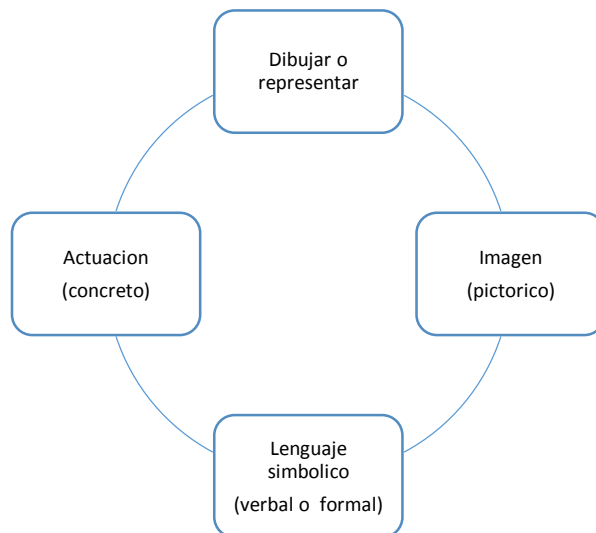 Dibujar o
representar
Actuacion
(concreto)
Imagen
(pictorico)
Lenguaje
simbolico
(verbal o formal)